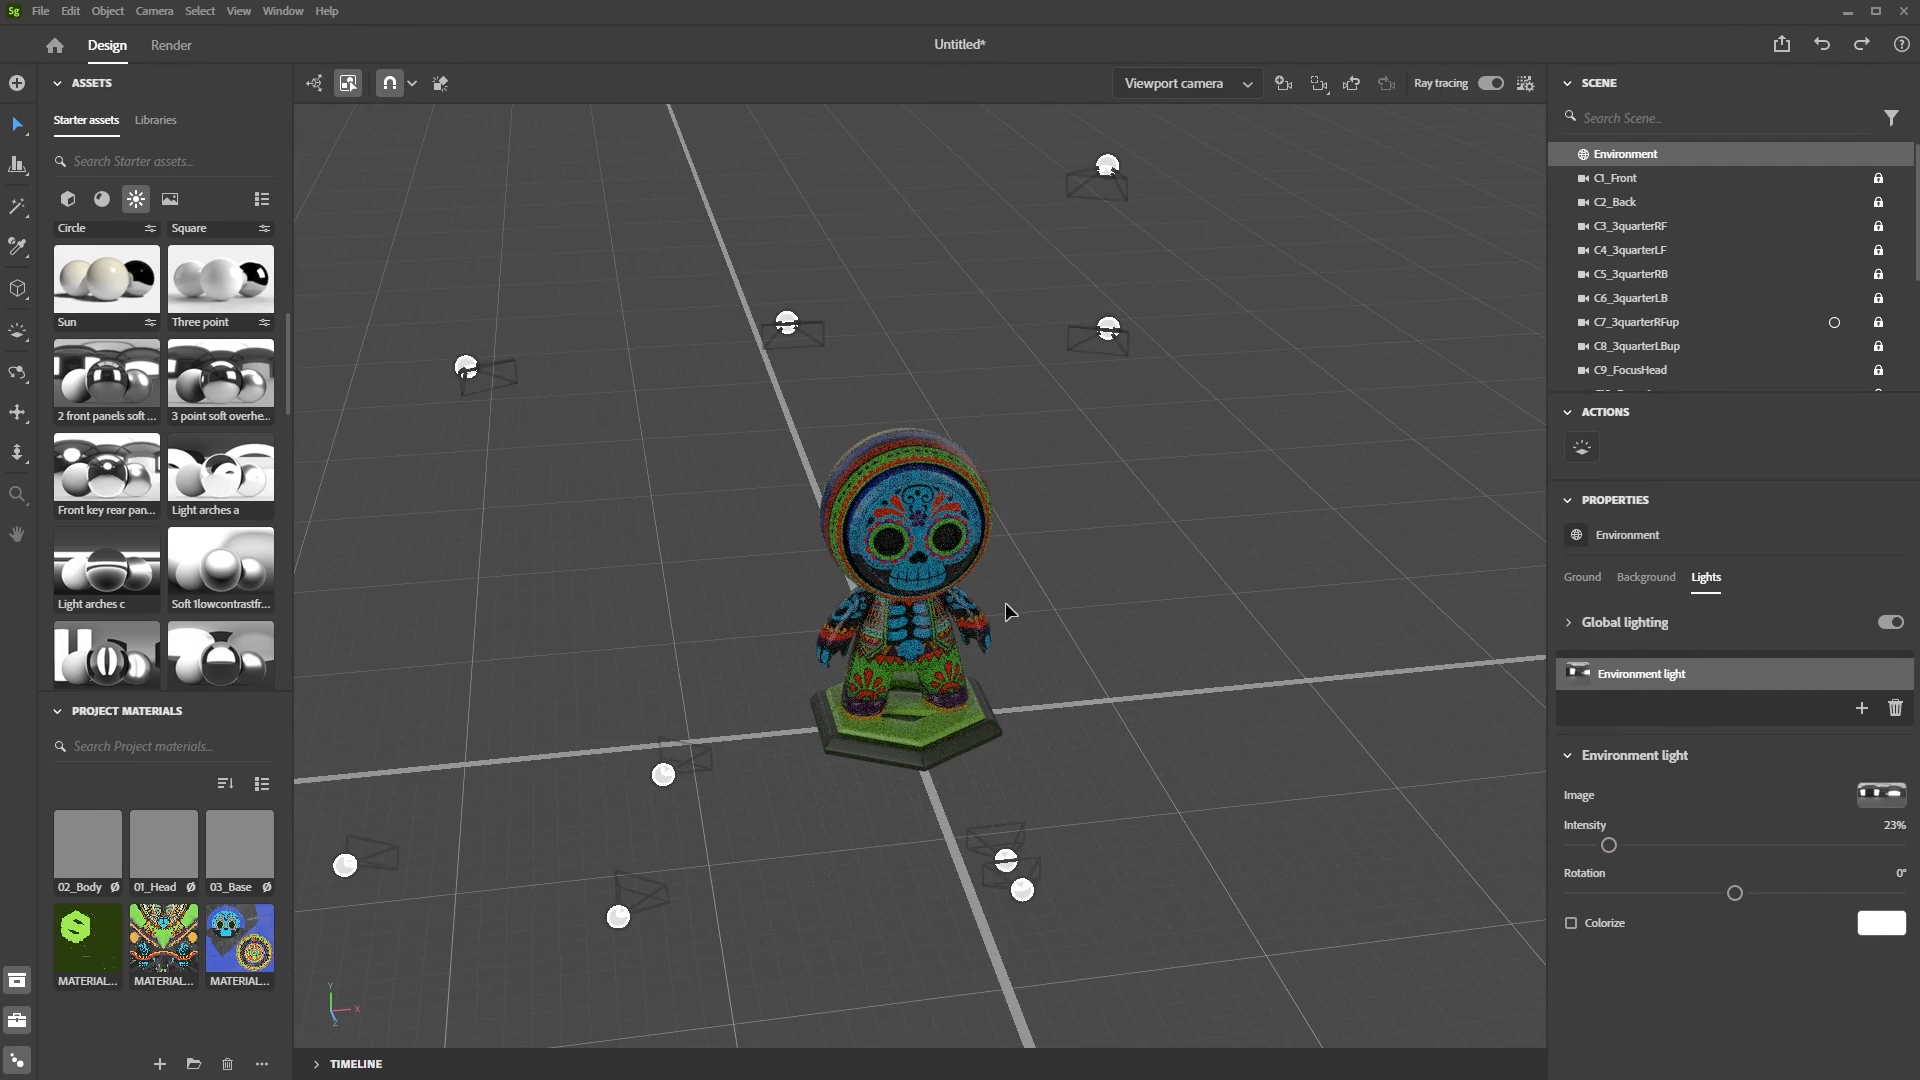 Sg File Edit Object Camera Select View Window Help
Design Render Untitled*
ASSETS
Starter assets Libraries
Search Starter assets...
Circle Square
Sun Three point
2 front panels soft ... 3 point soft overhe...
Front key rear pan... Light arches a
Light arches c Soft 1lowcontrastfr...
PROJECT MATERIALS
Search Project materials...
02_Body 01_Head 03_Base
MATERIAL... MATERIAL... MATERIAL...
Viewport camera Ray tracing
Y
X
Z
TIMELINE
SCENE
Search Scene...
Environment
C1_Front
C2_Back
C3_3quarterRF
C4_3quarterLF
C5_3quarterRB
C6_3quarterLB
C7_3quarterRFup
C8_3quarterLBup
C9_FocusHead
ACTIONS
PROPERTIES
Environment
Ground Background Lights
Global lighting
Environment light
Environment light
Image
Intensity 23%
Rotation 0°
Colorize